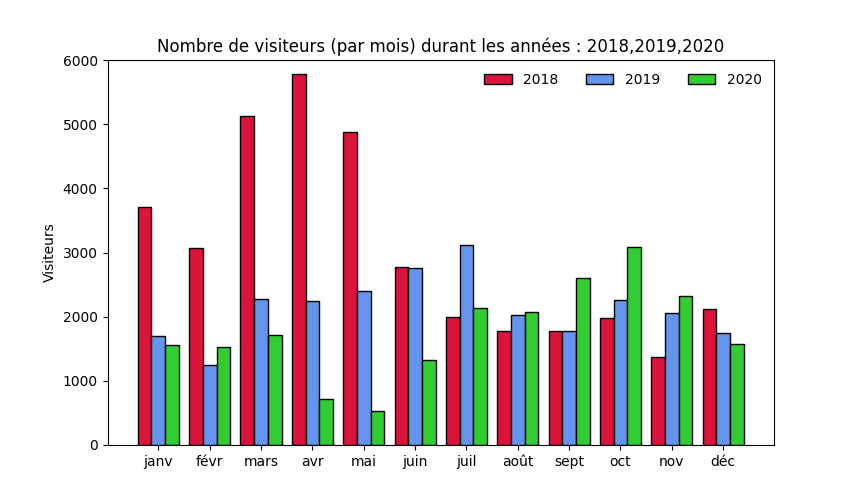 Nombre de visiteurs (par mois) durant les années : 2018,2019,2020
2018 2019 2020
Visiteurs
6000
5000
4000
3000
2000
1000
0
janv févr mars avr mai juin juil août sept oct nov déc